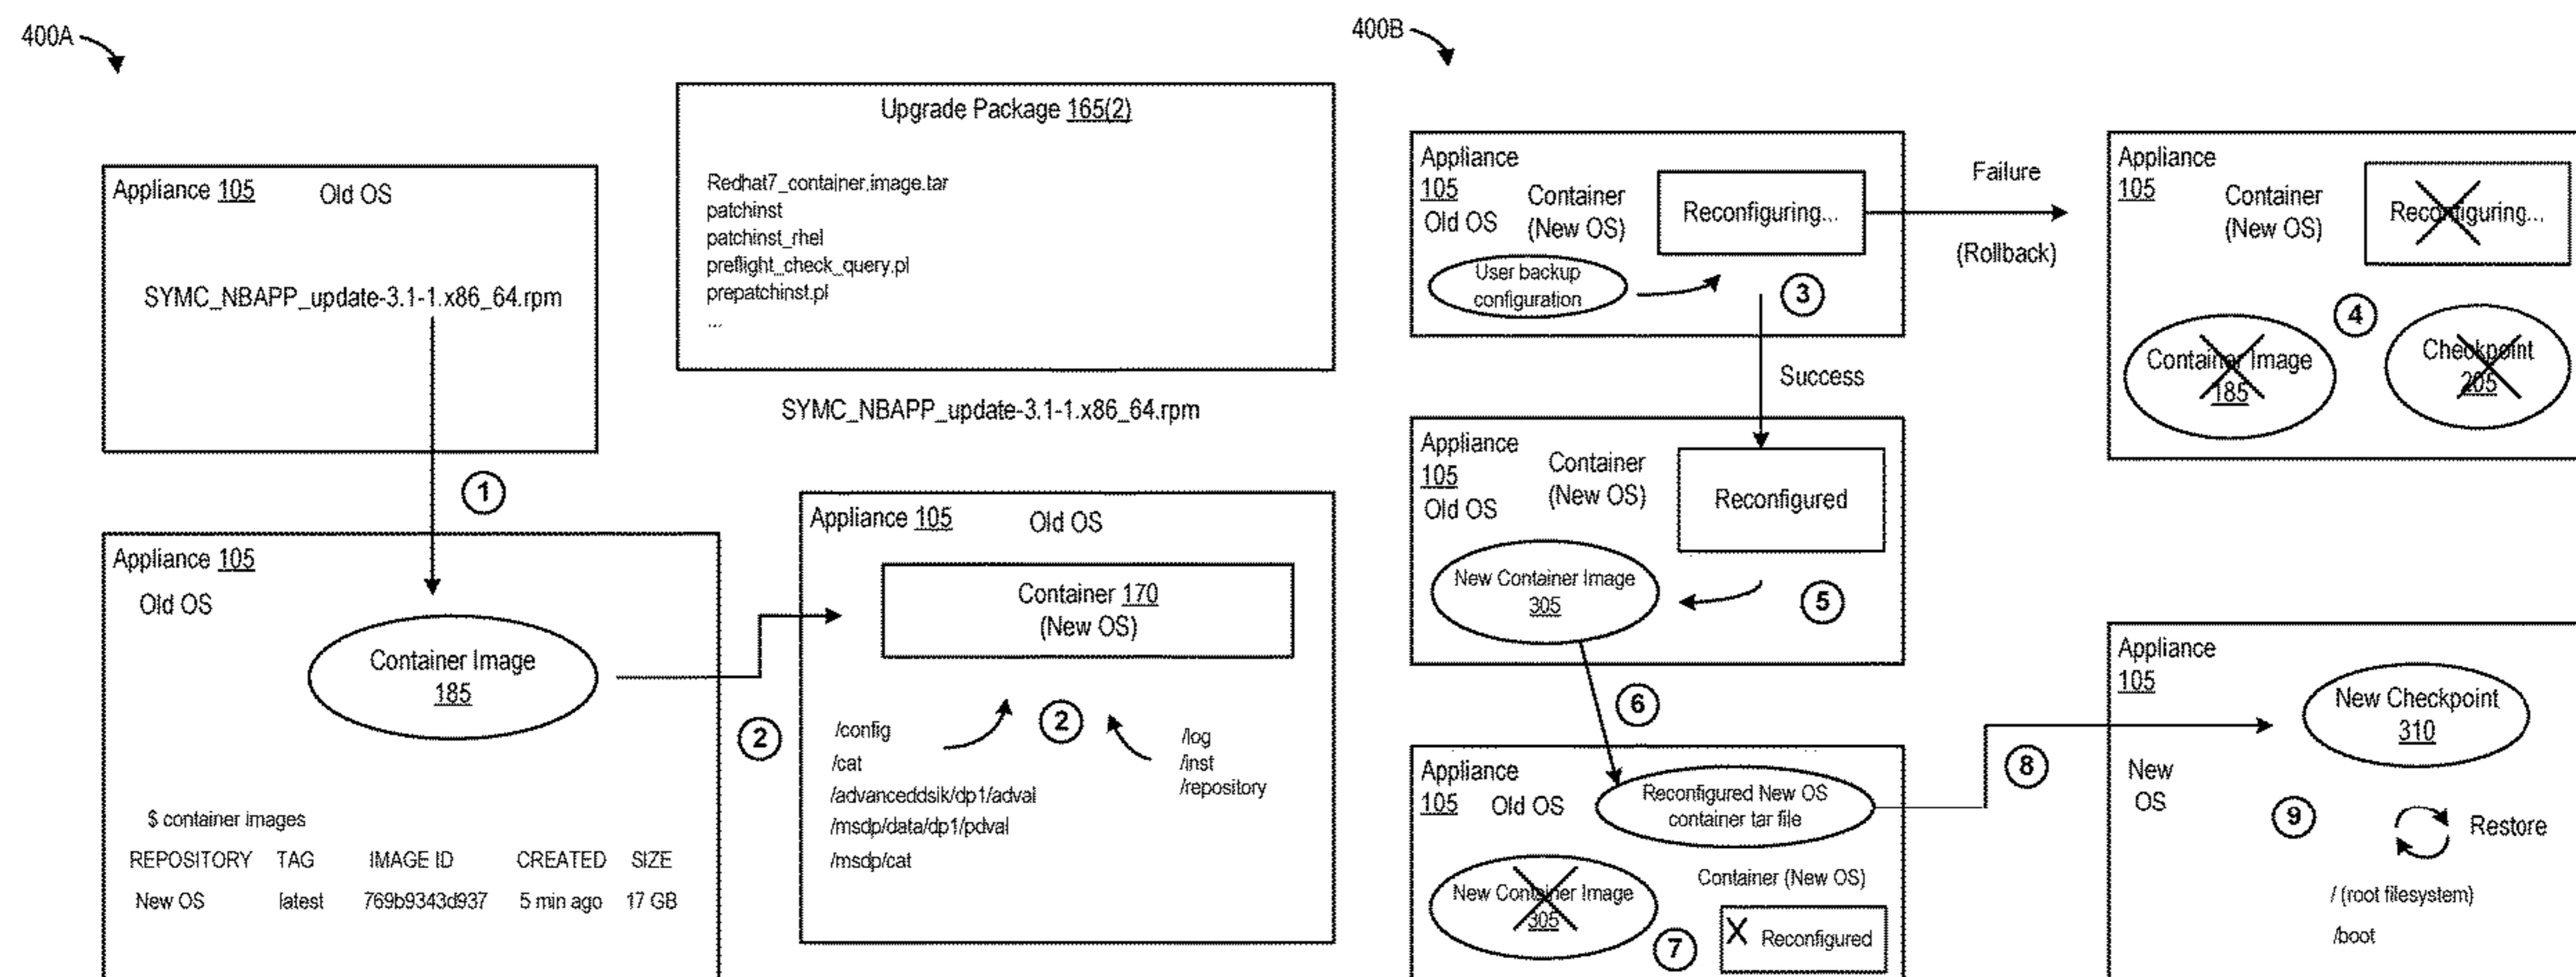 400A
Appliance 105 Old OS
SYMC_NBAPP_update-3.1-1.x86_64.rpm
Upgrade Package 165(2)
Redhat7_container.image.tar
patchinst
patchinst_rhel
preflight_check_query.pl
prepatchinst.pl
...
SYMC_NBAPP_update-3.1-1.x86_64.rpm
1
Appliance 105
Old OS
Container Image
185
$ container images
REPOSITORY TAG IMAGE ID CREATED SIZE
New OS latest 769b9343d937 5 min ago 17 GB
2
Appliance 105 Old OS
Container 170
(New OS)
2
/config
/cat
/advanceddsik/dp1/adval
/msdp/data/dp1/pdval
/msdp/cat
/log
/inst
/repository
400B
Appliance
105
Old OS
Container
(New OS)
Reconfiguring...
User backup
configuration
3
Failure
(Rollback)
Appliance
105
Container
(New OS)
Reconfiguring...
4
Container Image
185
Checkpoint
205
Success
Appliance
105
Old OS
Container
(New OS)
Reconfigured
New Container Image
305
5
6
Appliance
105 Old OS
Reconfigured New OS
container tar file
New Container Image
305
Container (New OS)
X Reconfigured
7
8
Appliance
105
New Checkpoint
310
New
OS
9
Restore
/ (root filesystem)
/boot